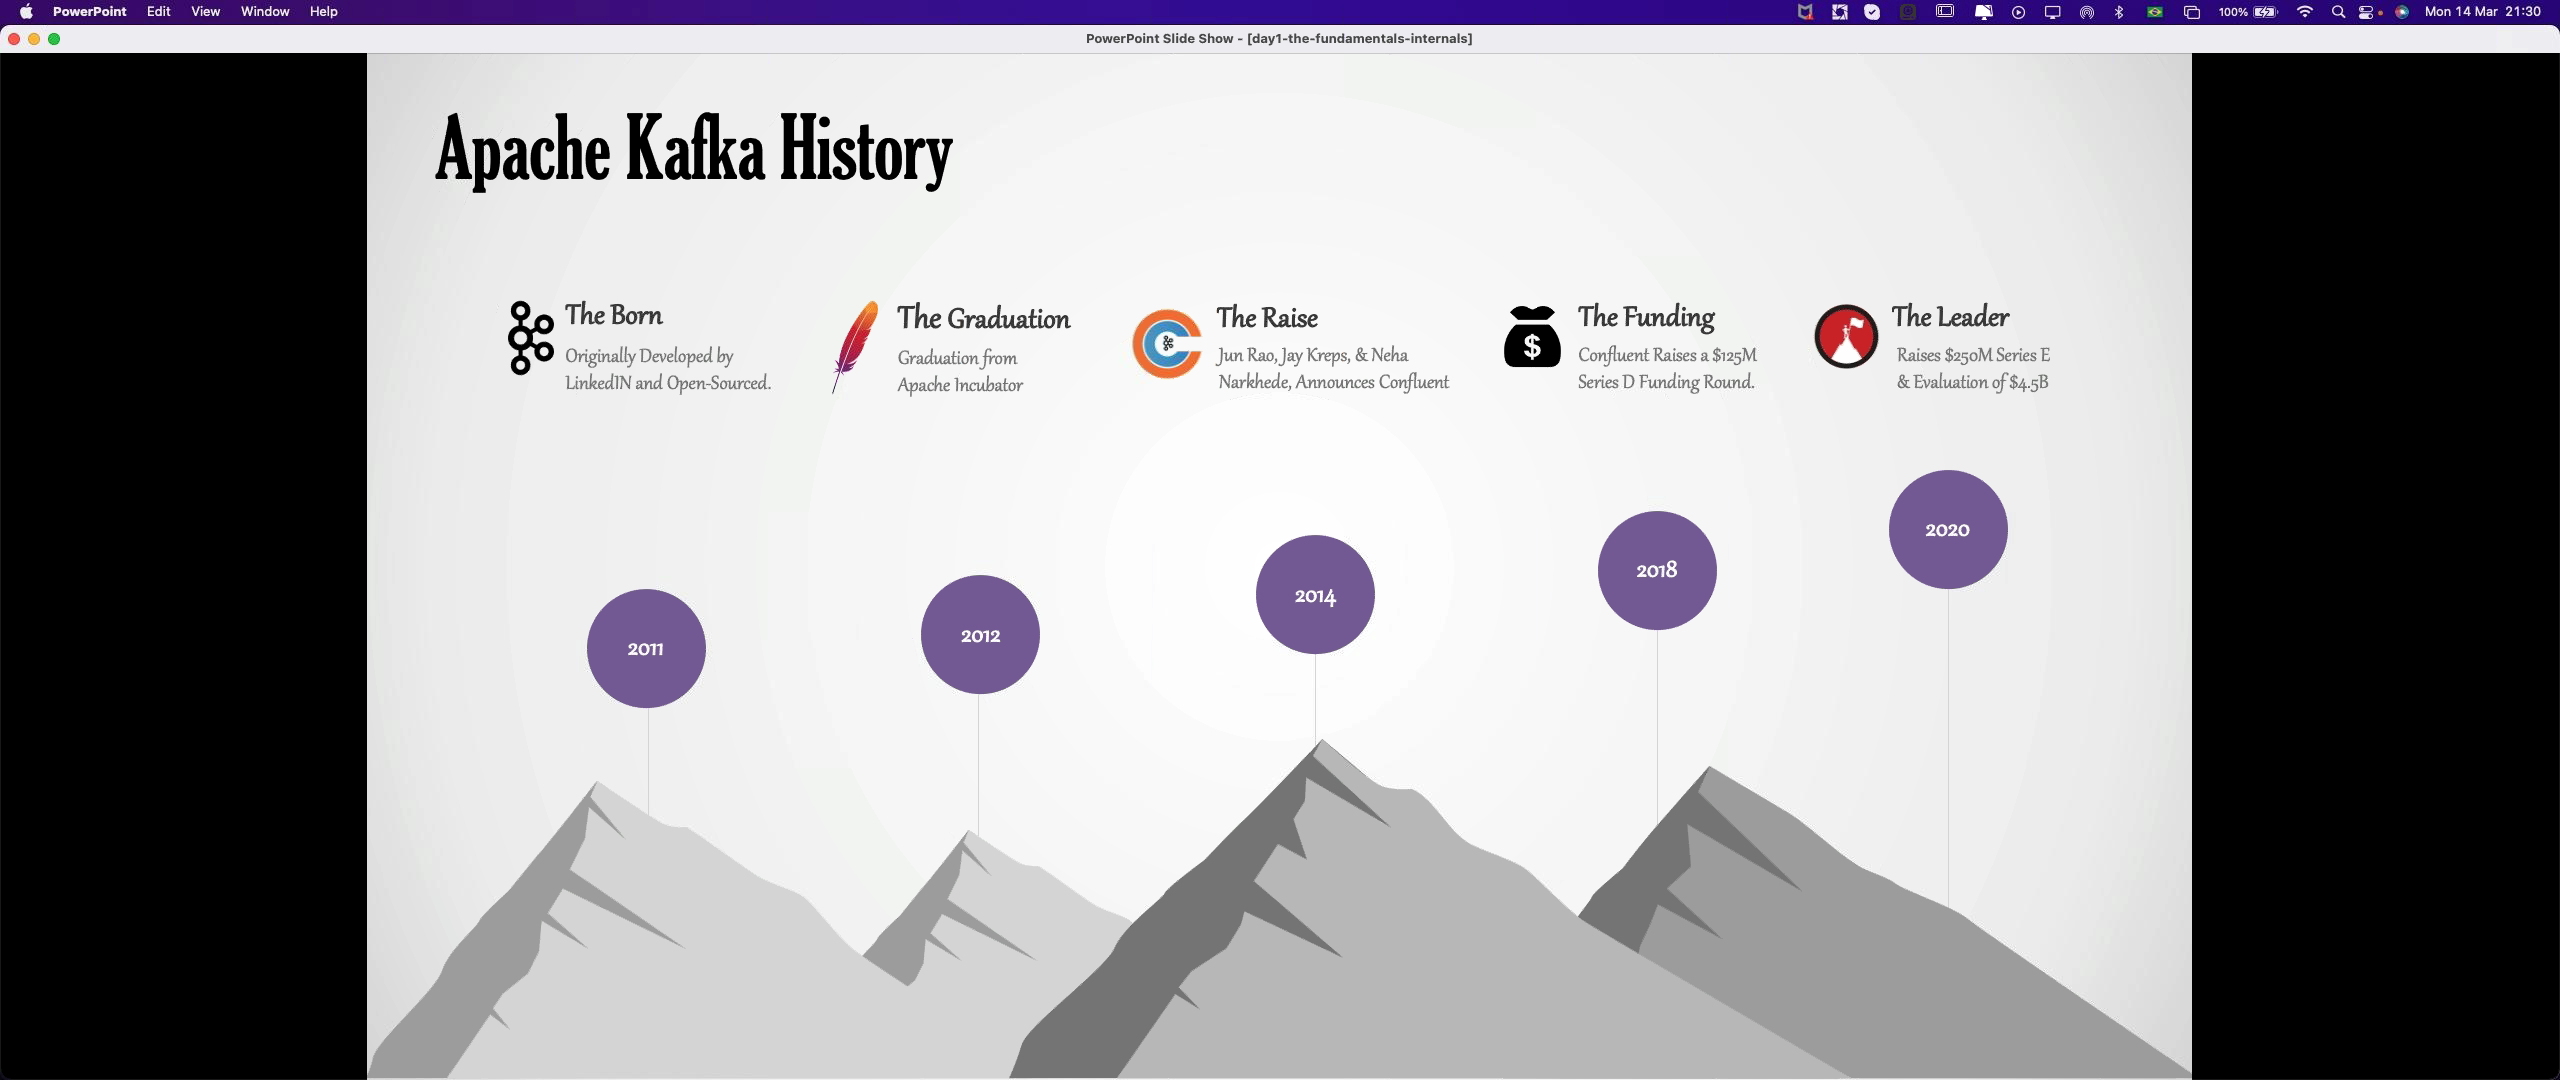 PowerPoint Edit View Window Help
100% Mon 14 Mar 21:30
PowerPoint Slide Show - [day1-the-fundamentals-internals]
Apache Kafka History
The Born
Originally Developed by
LinkedIN and Open-Sourced.
The Graduation
Graduation from
Apache Incubator
The Raise
Jun Rao, Jay Kreps, & Neha
Narkhede, Announces Confluent
$
The Funding
Confluent Raises a $125M
Series D Funding Round.
The Leader
Raises $250M Series E
& Evaluation of $4.5B
2011
2012
2014
2018
2020